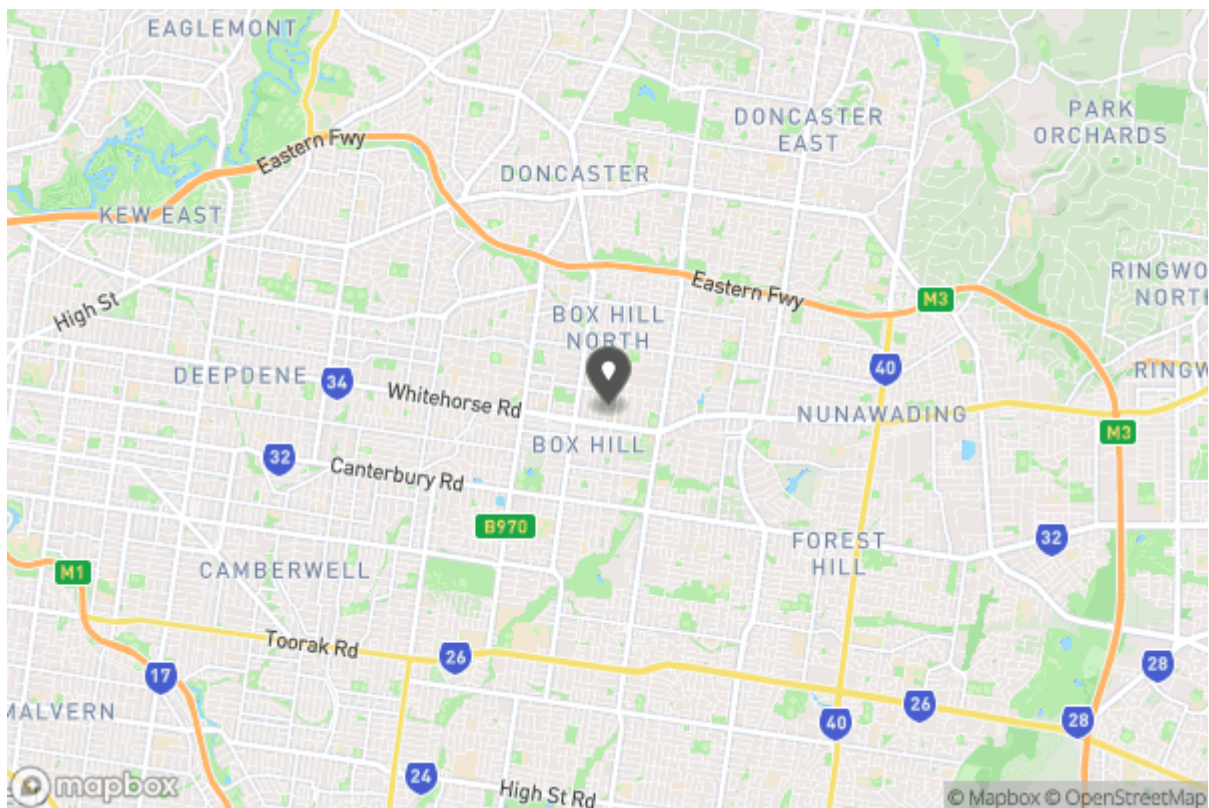 EAGLEMONT
Eastern Fwy
DONCASTER
EAST
PARK
ORCHARDS
DONCASTER
KEW EAST
RINGWO
NORTH
Eastern Fwy
M3
High St
BOX HILL
NORTH
40
RINGW
DEEPDENE
34
Whitehorse Rd
NUNAWADING
M3
BOX HILL
32
Canterbury Rd
B970
FOREST
HILL
32
M1
CAMBERWELL
Toorak Rd
26
17
28
26
28
MALVERN
40
24
High St Rd
mapbox
© Mapbox © OpenStreetMap